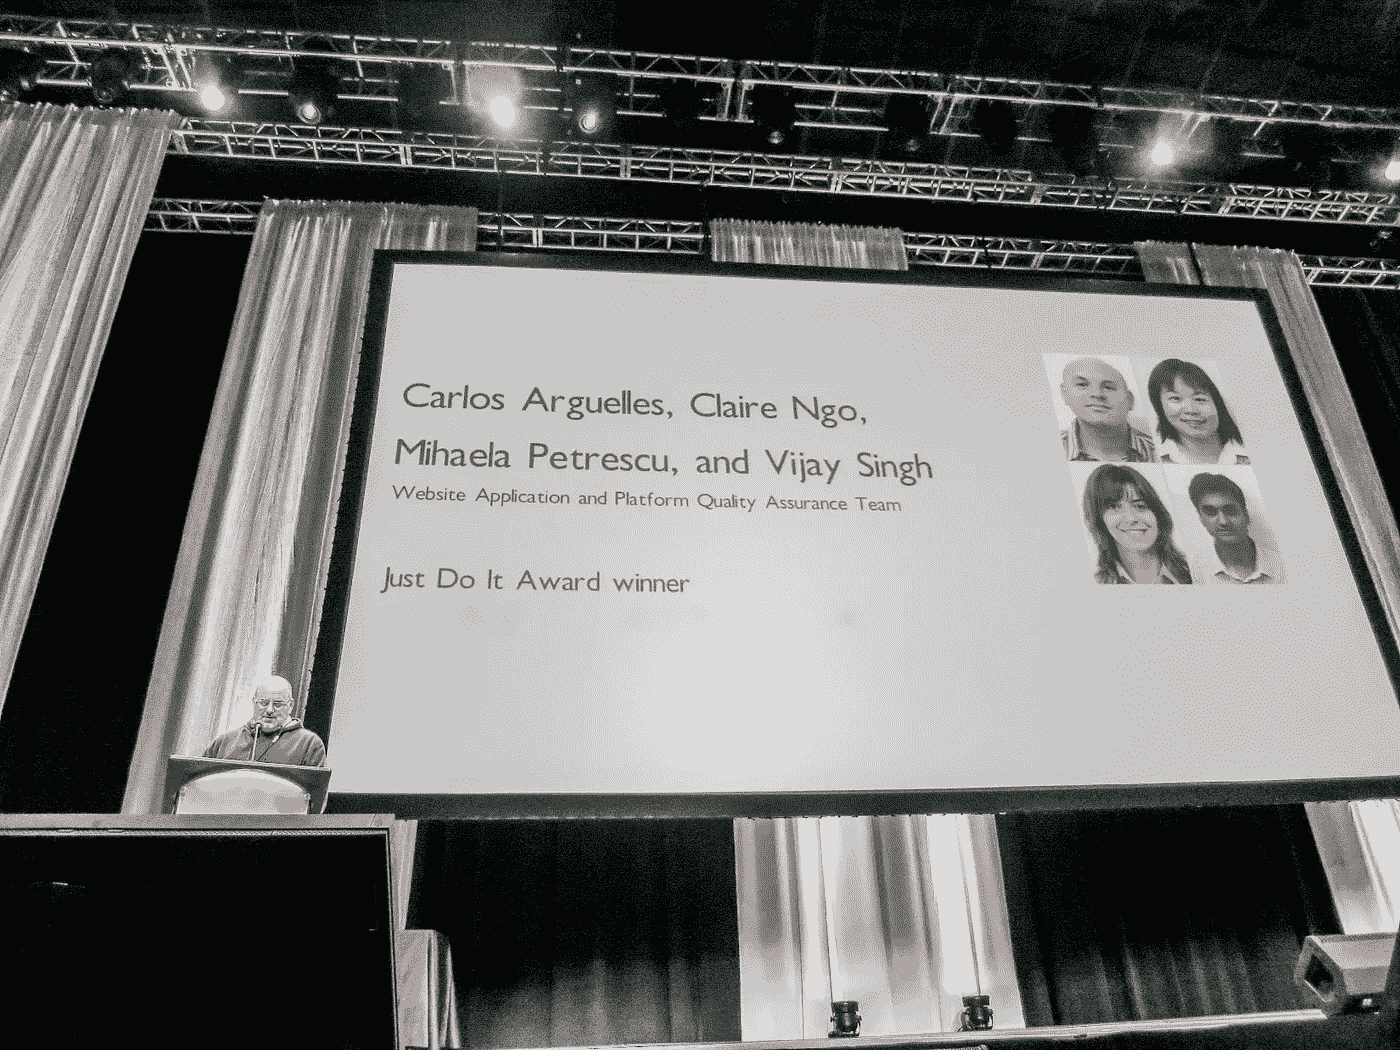 Carlos Arguelles, Claire Ngo,
Mihaela Petrescu, and Vijay Singh
Website Application and Platform Quality Assurance Team
Just Do It Award winner